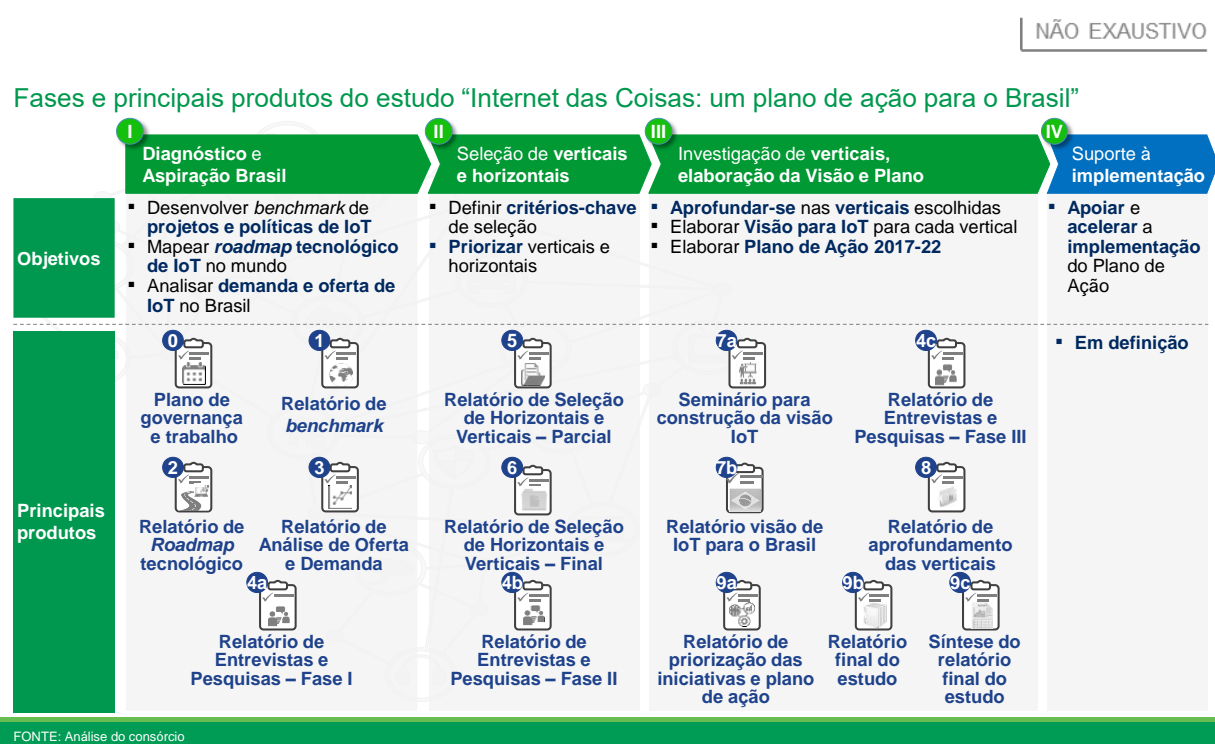 NÃO EXAUSTIVO
Fases e principais produtos do estudo “Internet das Coisas: um plano de ação para o Brasil”
I
Diagnóstico e
Aspiração Brasil
II
Seleção de verticais
e horizontais
III
Investigação de verticais,
elaboração da Visão e Plano
IV
Suporte à
implementação
Objetivos
▪ Desenvolver benchmark de
projetos e políticas de IoT
▪ Mapear roadmap tecnológico
de IoT no mundo
▪ Analisar demanda e oferta de
IoT no Brasil
▪ Definir critérios-chave
de seleção
▪ Priorizar verticais e
horizontais
▪ Aprofundar-se nas verticais escolhidas
▪ Elaborar Visão para IoT para cada vertical
▪ Elaborar Plano de Ação 2017-22
▪ Apoiar e
acelerar a
implementação
do Plano de
Ação
Principais
produtos
0
Plano de
governança
e trabalho
1
Relatório de
benchmark
2
Relatório de
Roadmap
tecnológico
3
Relatório de
Análise de Oferta
e Demanda
4a
Relatório de
Entrevistas e
Pesquisas – Fase I
5
Relatório de Seleção
de Horizontais e
Verticais – Parcial
6
Relatório de Seleção
de Horizontais e
Verticais – Final
4b
Relatório de
Entrevistas e
Pesquisas – Fase II
7a
Seminário para
construção da visão
IoT
4c
Relatório de
Entrevistas e
Pesquisas – Fase III
7b
Relatório visão de
IoT para o Brasil
8
Relatório de
aprofundamento
das verticais
9a
Relatório de
priorização das
iniciativas e plano
de ação
9b
Relatório
final do
estudo
9c
Síntese do
relatório
final do
estudo
▪ Em definição
FONTE: Análise do consórcio